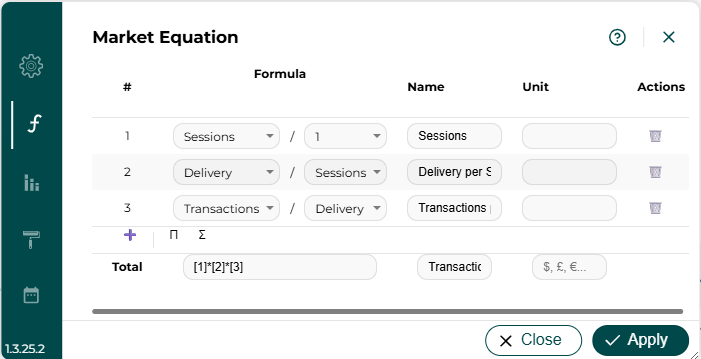 Market Equation
# Formula Name Unit Actions
1 Sessions / 1 Sessions
2 Delivery / Sessions Delivery per S
3 Transactions / Delivery Transactions
Π Σ
Total [1]*[2]*[3] Transactic $, £, €...
1.3.25.2
Close Apply